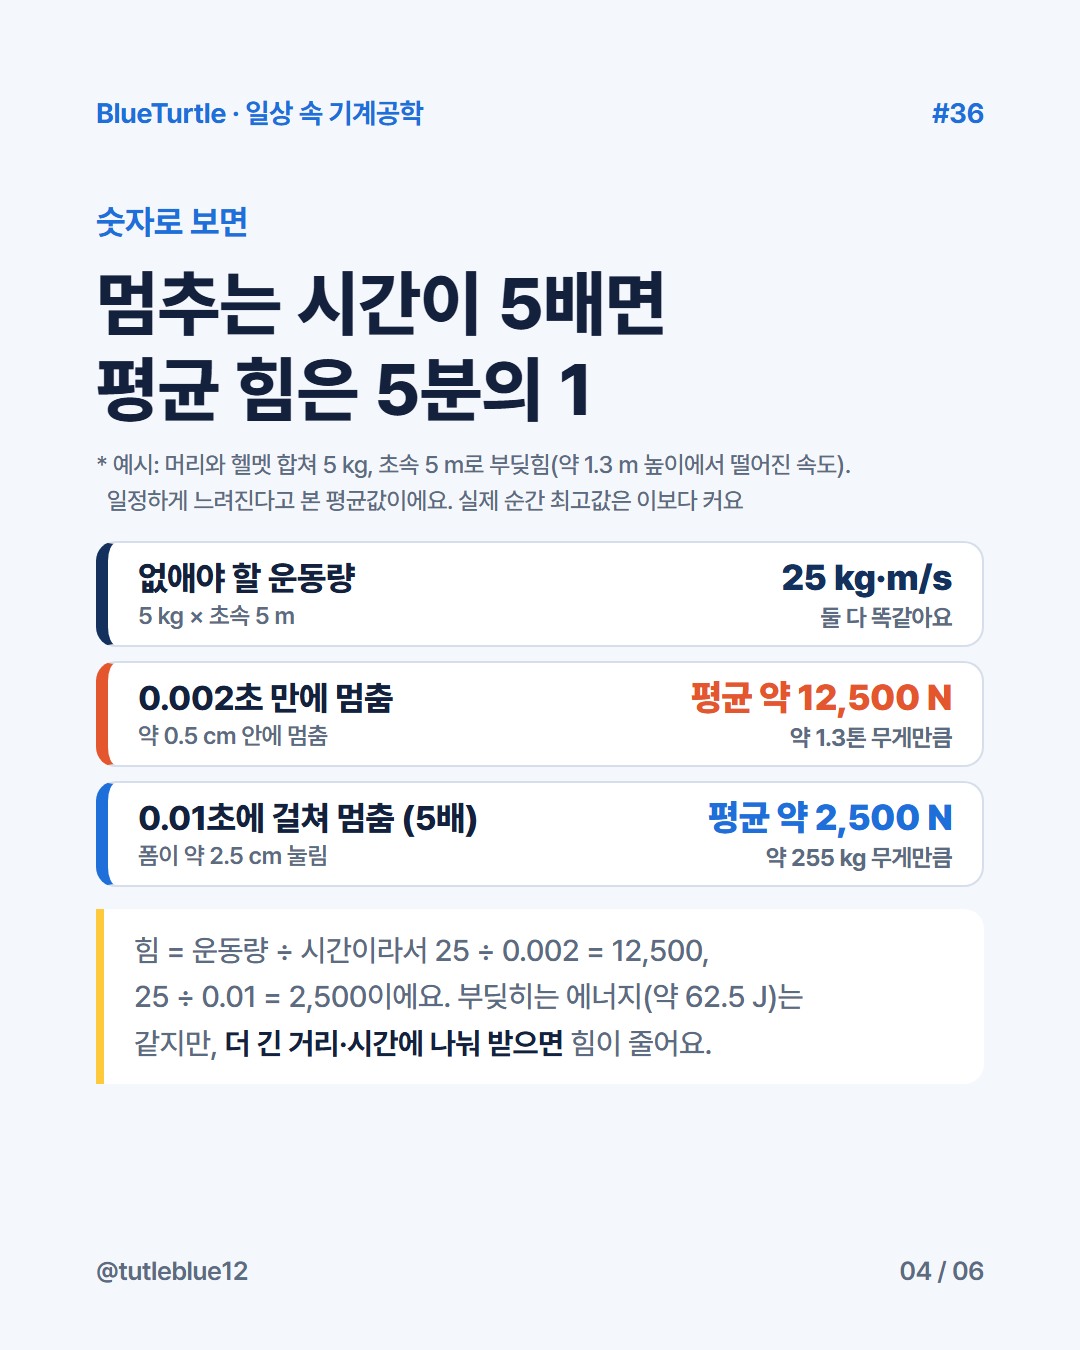 BlueTurtle · 일상 속 기계공학
#36
숫자로 보면
멈추는 시간이 5배면
평균 힘은 5분의 1
* 예시: 머리와 헬멧 합쳐 5 kg, 초속 5 m로 부딪힘(약 1.3 m 높이에서 떨어진 속도).
일정하게 느려진다고 본 평균값이에요. 실제 순간 최고값은 이보다 커요
없애야 할 운동량
25 kg·m/s
5 kg × 초속 5 m
둘 다 똑같아요
0.002초 만에 멈춤
평균 약 12,500 N
약 0.5 cm 안에 멈춤
약 1.3톤 무게만큼
0.01초에 걸쳐 멈춤 (5배)
평균 약 2,500 N
폼이 약 2.5 cm 눌림
약 255 kg 무게만큼
힘 = 운동량 ÷ 시간이라서 25 ÷ 0.002 = 12,500,
25 ÷ 0.01 = 2,500이에요. 부딪히는 에너지(약 62.5 J)는
같지만, 더 긴 거리·시간에 나눠 받으면 힘이 줄어요.
@tutleblue12
04 / 06